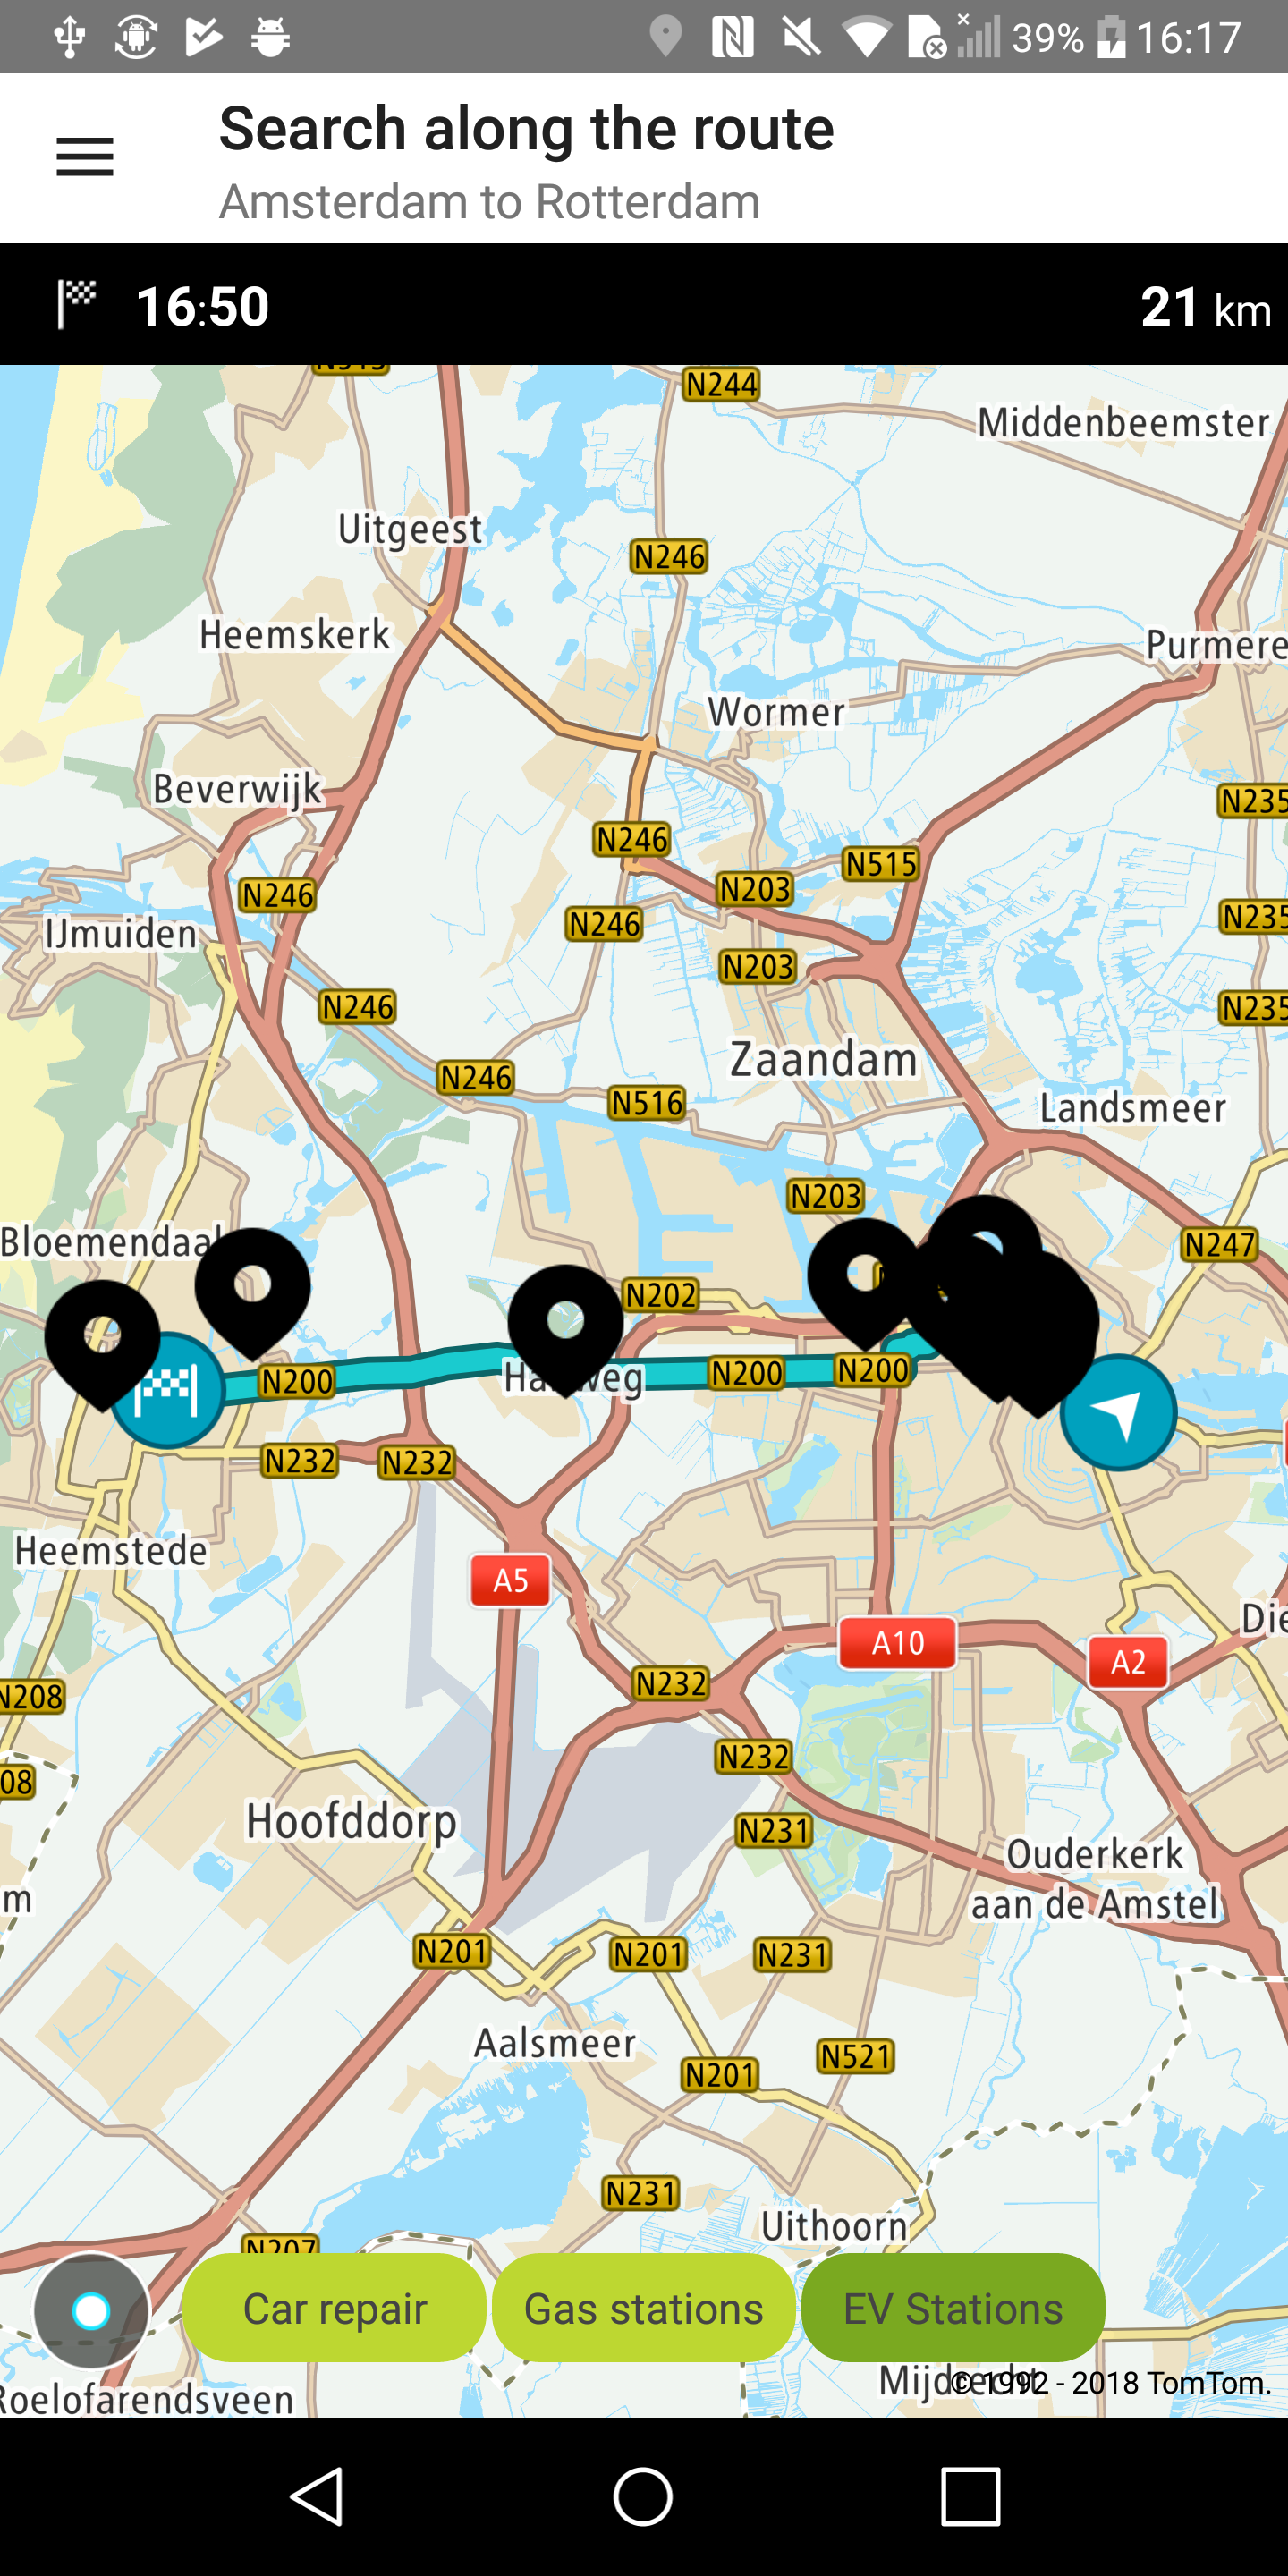 39% 16:17
Search along the route
Amsterdam to Rotterdam
16:50 21 km
N244
Middenbeemster
Uitgeest
N246
Heemskerk
Purmere
Wormer
Beverwijk
N235
N246
N515
N203
N246
N235
N246
IJmuiden
N203
N246
N235
Zaandam
N246
N516
Landsmeer
N203
Bloemendaal
N247
N202
N200
N200
N200
N232
N232
Heemstede
A5
Die
A10
A2
N232
N208
N232
08
Hoofddorp
N231
Ouderkerk
aan de Amstel
m
N201
N201
N231
Aalsmeer
N521
N201
N231
Uithoorn
N207
Car repair
Gas stations
EV Stations
Mijdrecht
© 1992 - 2018 TomTom.
Roelofarendsveen